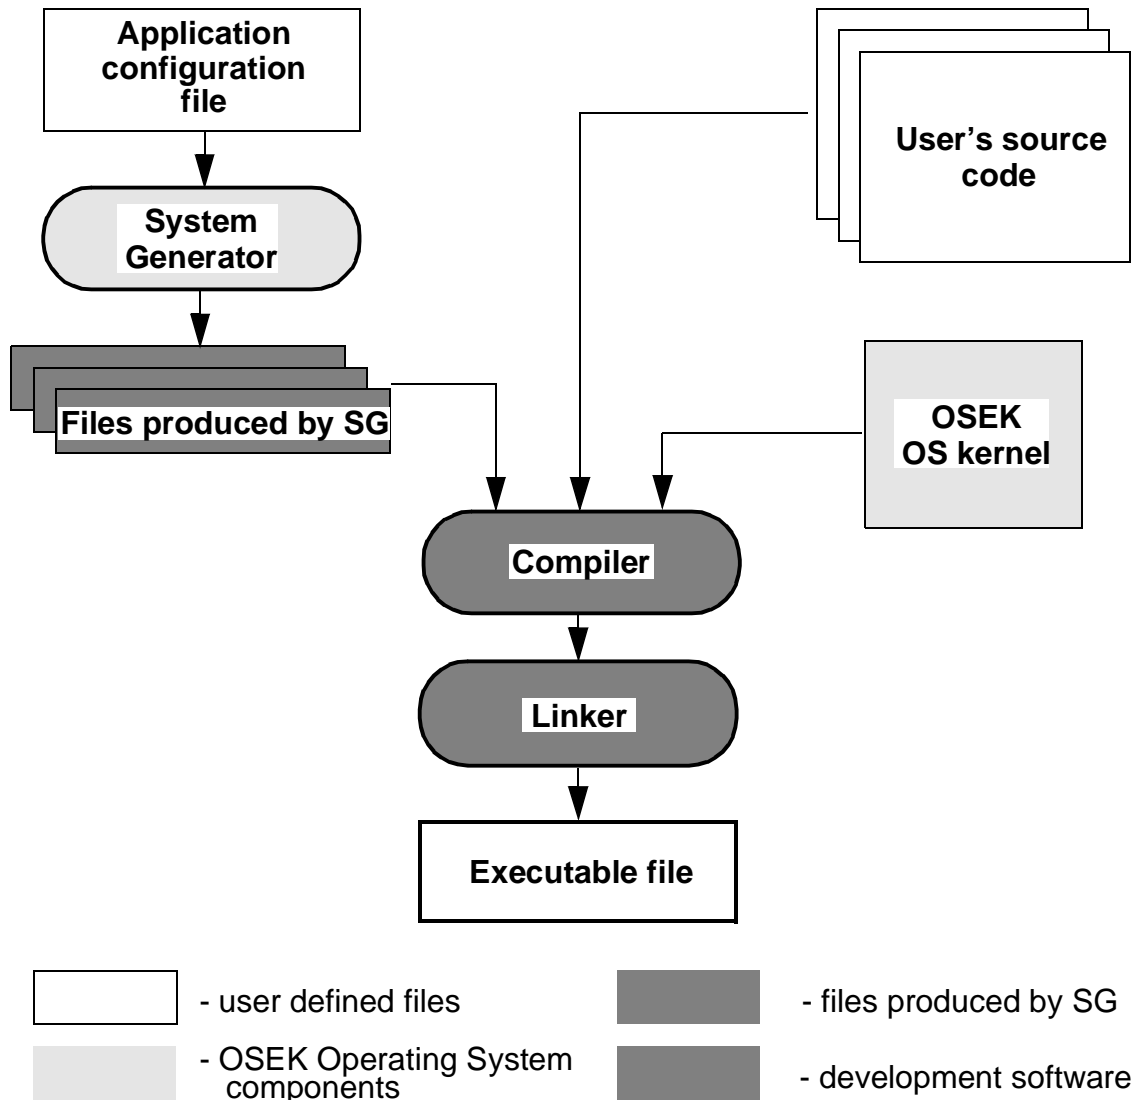 Application
configuration
file
User’s source
code
System
Generator
Files produced by SG
OSEK
OS kernel
Compiler
Linker
Executable file
- user defined files
- files produced by SG
- OSEK Operating System
components
- development software